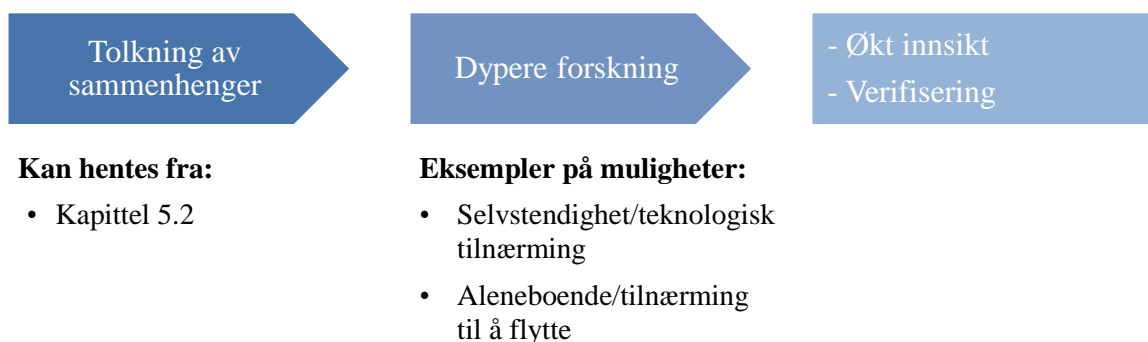 Tolkning av
sammenhenger
Dypere forskning
- Økt innsikt
- Verifisering
Kan hentes fra:
• Kapittel 5.2
Eksempler på muligheter:
• Selvstendighet/teknologisk
tilnærming
• Aleneboende/tilnærming
til å flytte